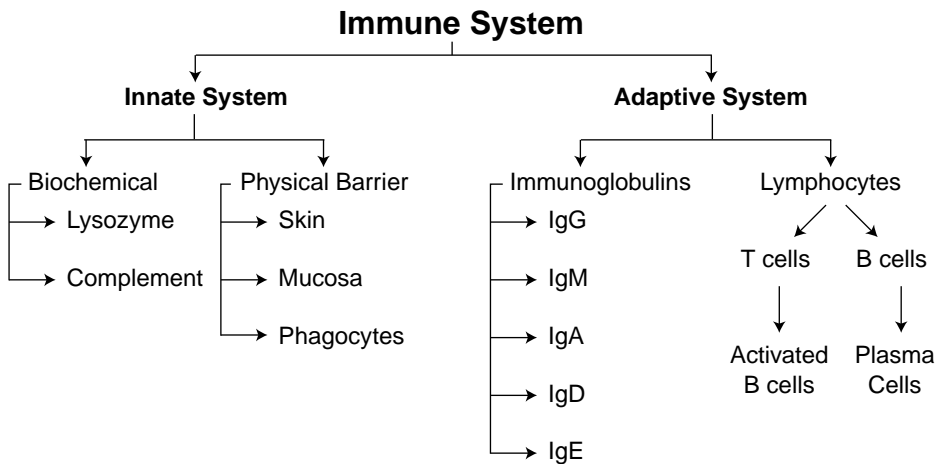 Immune System
Innate System
Adaptive System
Biochemical
Physical Barrier
Immunoglobulins
Lymphocytes
Lysozyme
Skin
IgG
T cells
B cells
Complement
Mucosa
IgM
Phagocytes
IgA
Activated
B cells
Plasma
Cells
IgD
IgE